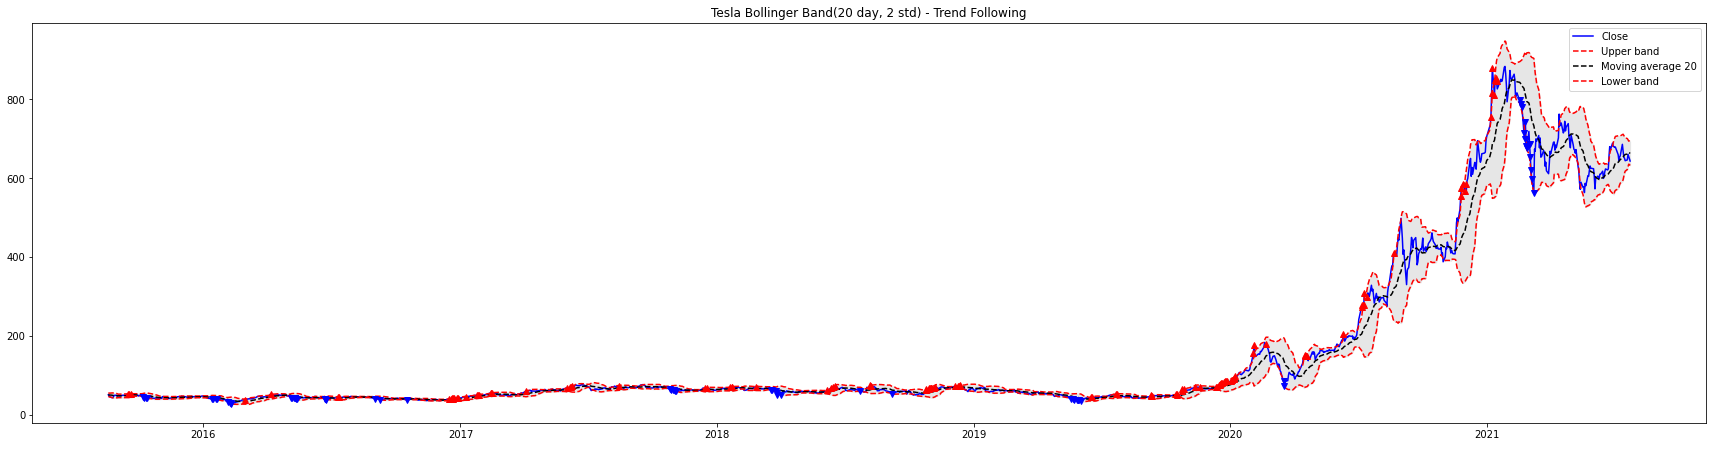 Tesla Bollinger Band(20 day, 2 std) - Trend Following
Close
Upper band
Moving average 20
Lower band
800
600
400
200
0
2016
2017
2018
2019
2020
2021